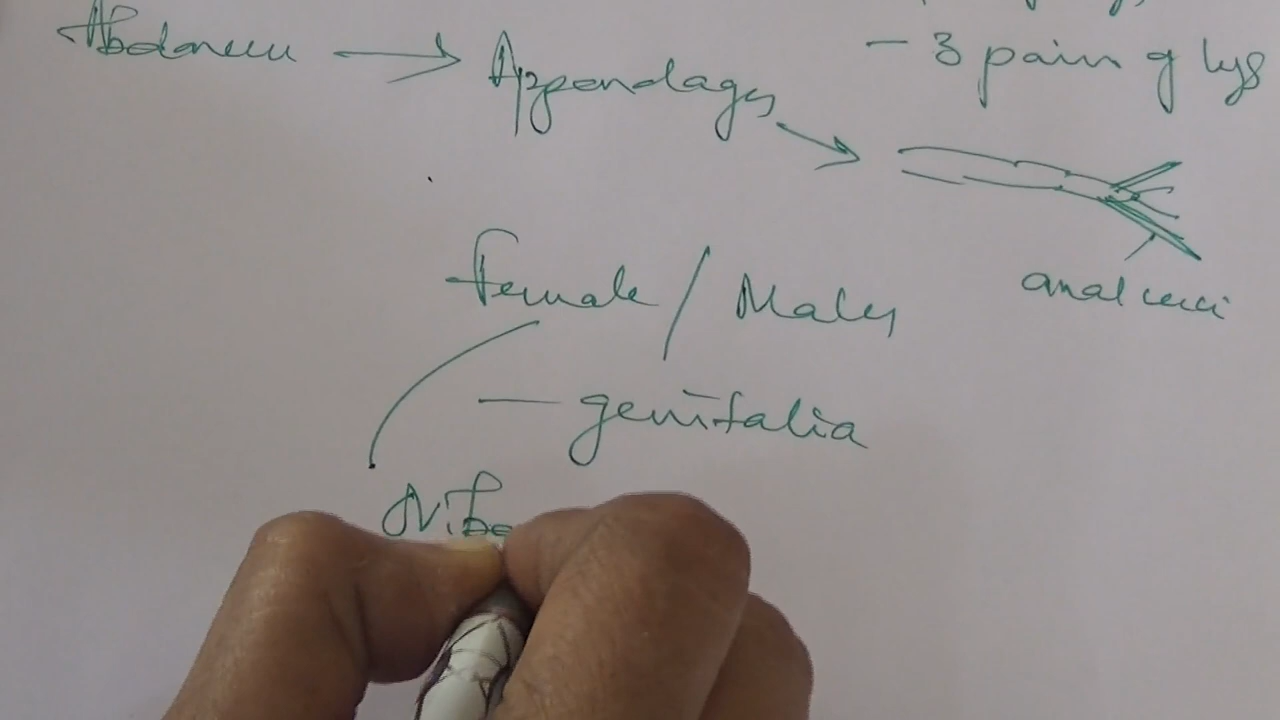 Abdomen → Appendages
- 3 pairs of legs
anal cerci
Female / Males
- genitalia